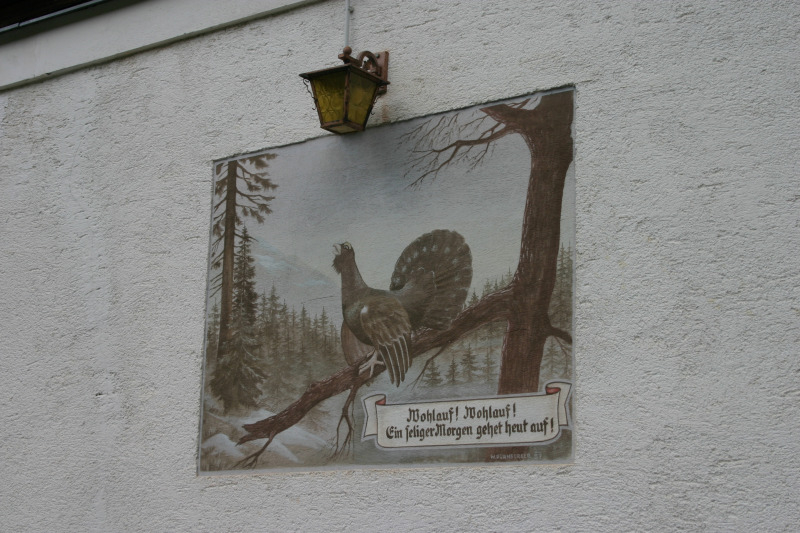 Wohlauf! Wohlauf!
Ein seliger Morgen gehet heut auf!